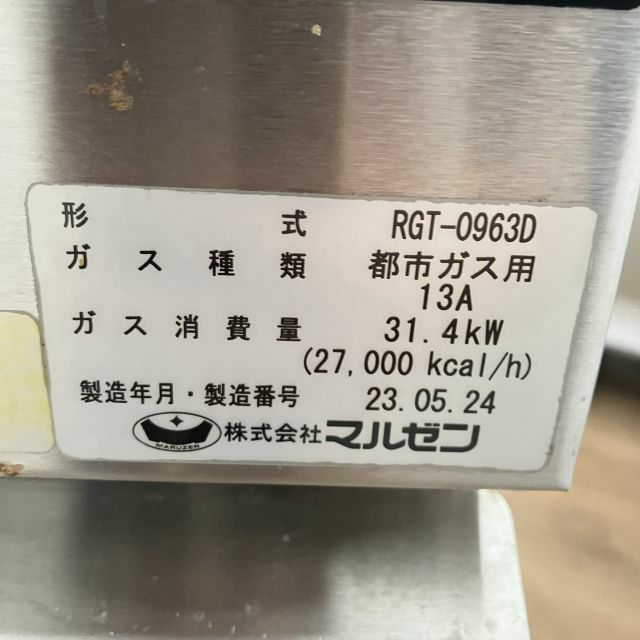 形式 RGT-0963D
ガス種類 都市ガス用
13A
ガス消費量 31.4kW
(27,000 kcal/h)
製造年月・製造番号 23.05.24
MARUZEN 株式会社マルゼン